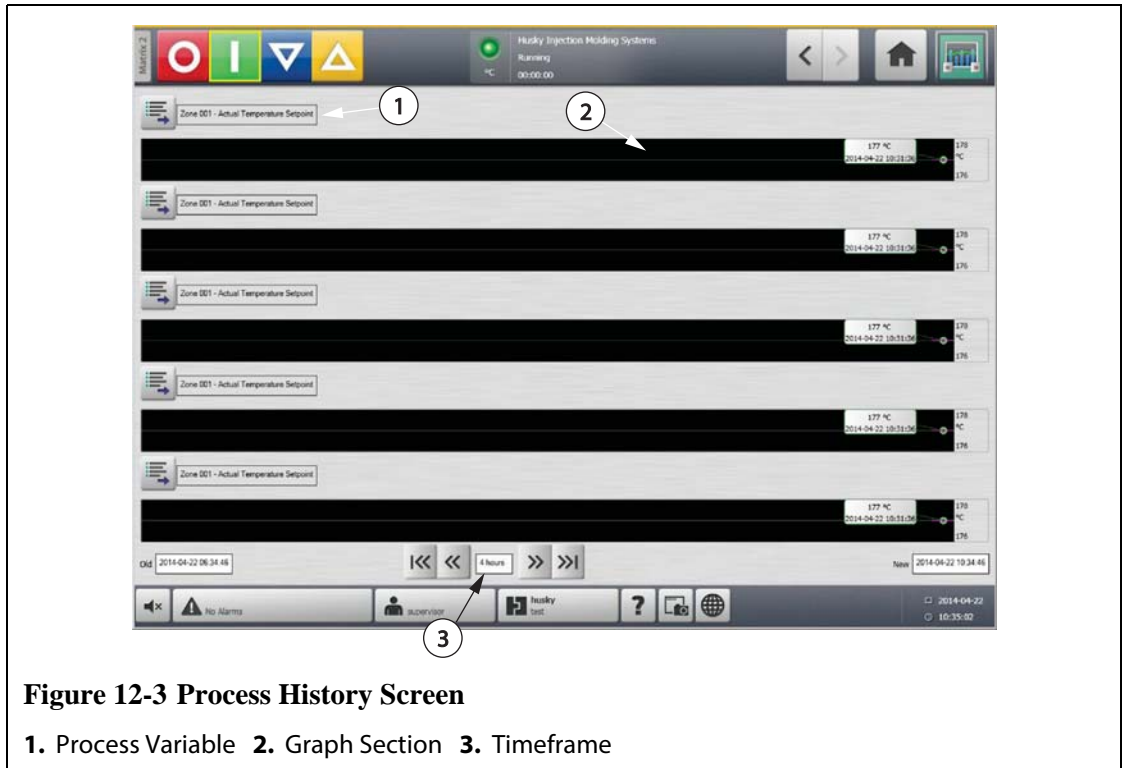 Matrix 2
Husky Injection Molding Systems
Running
°C 00:00:00
Zone 001 - Actual Temperature Setpoint
1
2
177 °C
2014-04-22 10:31:36
178
°C
176
Zone 001 - Actual Temperature Setpoint
177 °C
2014-04-22 10:31:36
178
°C
176
Zone 001 - Actual Temperature Setpoint
177 °C
2014-04-22 10:31:36
178
°C
176
Zone 001 - Actual Temperature Setpoint
177 °C
2014-04-22 10:31:36
178
°C
176
Zone 001 - Actual Temperature Setpoint
177 °C
2014-04-22 10:31:36
178
°C
176
Old 2014-04-22 06:34:46
4 hours
New 2014-04-22 10:34:46
No Alarms
supervisor
husky
test
?
2014-04-22
10:35:02
3
Figure 12-3 Process History Screen
1. Process Variable 2. Graph Section 3. Timeframe